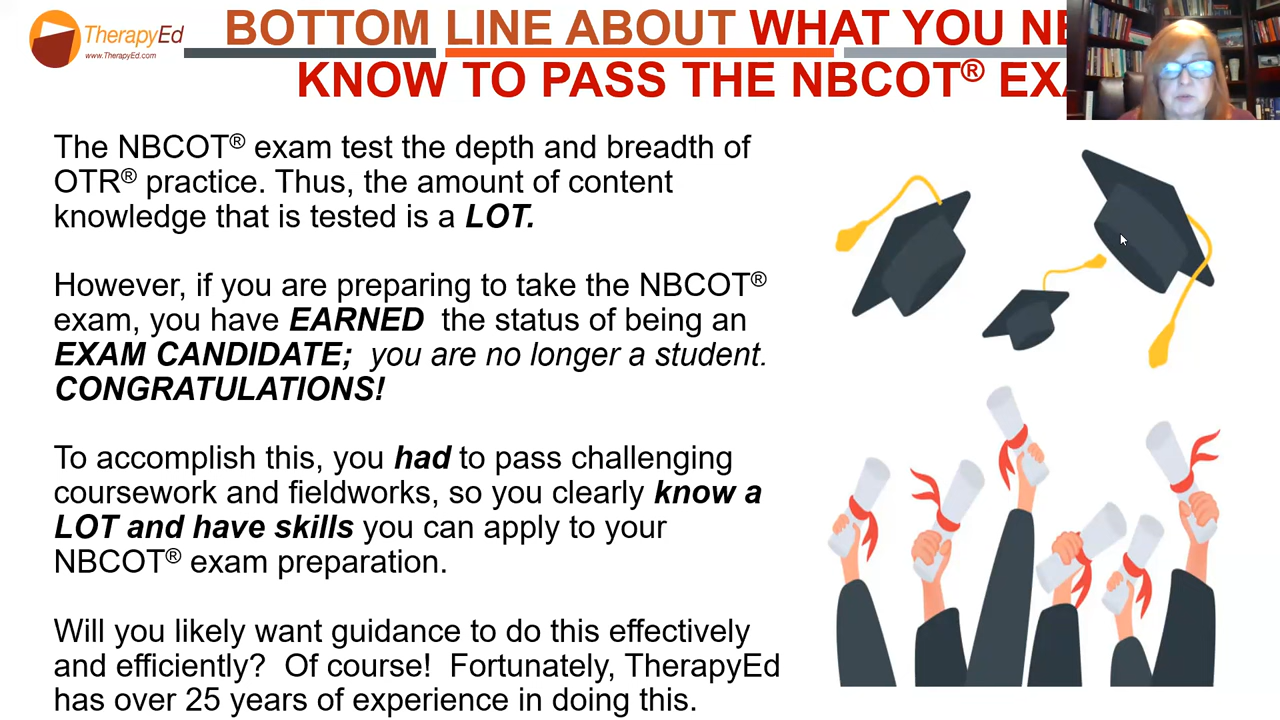 TherapyEd
www.TherapyEd.com
BOTTOM LINE ABOUT WHAT YOU
KNOW TO PASS THE NBCOT® 
The NBCOT® exam test the depth and breadth of
OTR® practice. Thus, the amount of content
knowledge that is tested is a LOT.
However, if you are preparing to take the NBCOT®
exam, you have EARNED the status of being an
EXAM CANDIDATE; you are no longer a student.
CONGRATULATIONS!
To accomplish this, you had to pass challenging
coursework and fieldworks, so you clearly know a
LOT and have skills you can apply to your
NBCOT® exam preparation.
Will you likely want guidance to do this effectively
and efficiently? Of course! Fortunately, TherapyEd
has over 25 years of experience in doing this.